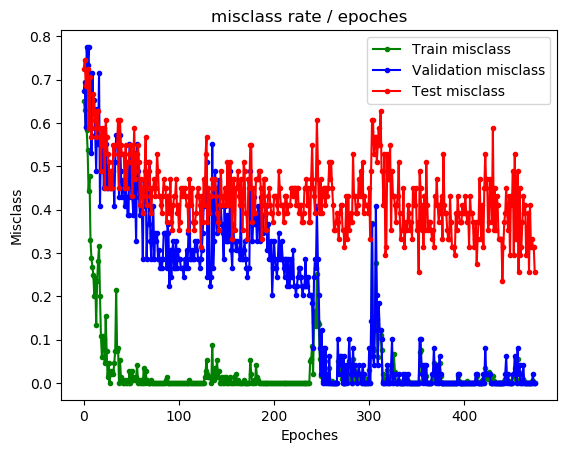 misclass rate / epoches
Train misclass
Validation misclass
Test misclass
Misclass
0.8
0.7
0.6
0.5
0.4
0.3
0.2
0.1
0.0
0 100 200 300 400
Epoches